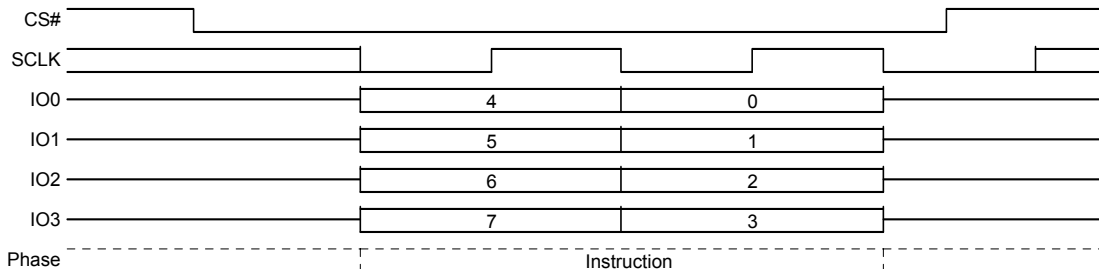 CS#
SCLK
IO0 4 0
IO1 5 1
IO2 6 2
IO3 7 3
Phase Instruction